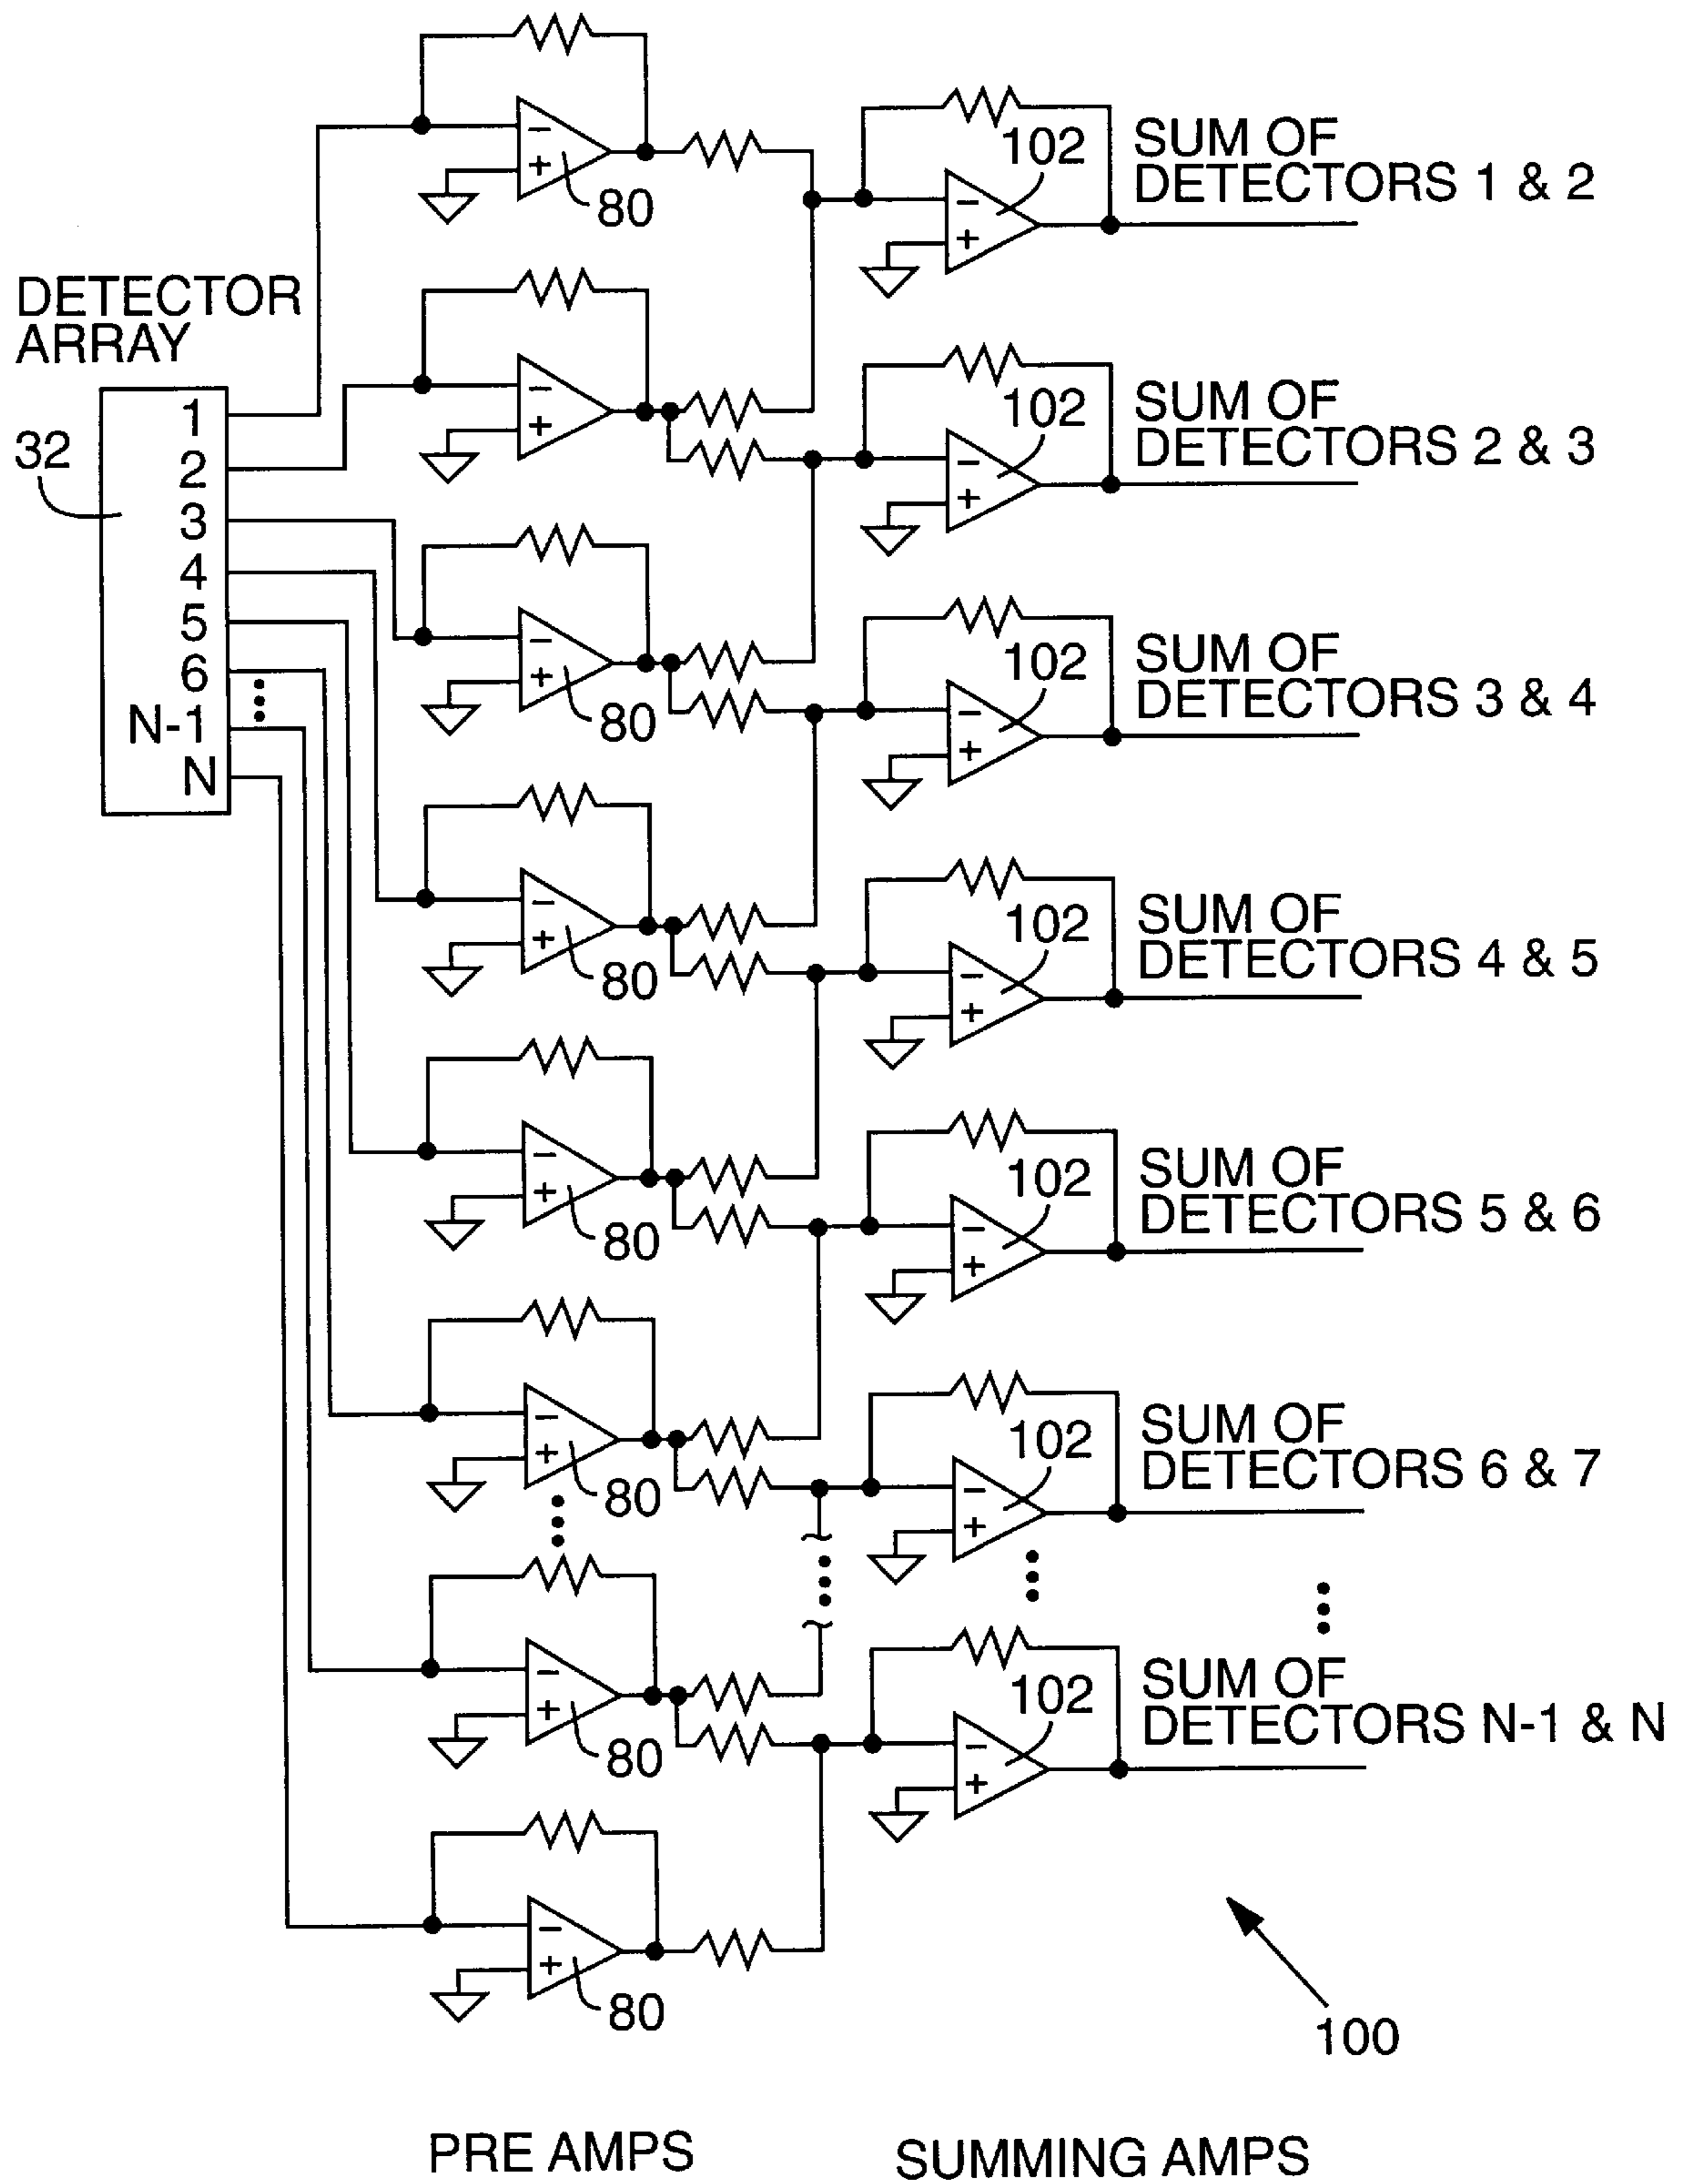 DETECTOR
ARRAY
32
1
2
3
4
5
6
N-1
N
80
80
80
80
80
80
80
102
SUM OF
DETECTORS 1 & 2
102
SUM OF
DETECTORS 2 & 3
102
SUM OF
DETECTORS 3 & 4
102
SUM OF
DETECTORS 4 & 5
102
SUM OF
DETECTORS 5 & 6
102
SUM OF
DETECTORS 6 & 7
102
SUM OF
DETECTORS N-1 & N
100
PRE AMPS
SUMMING AMPS